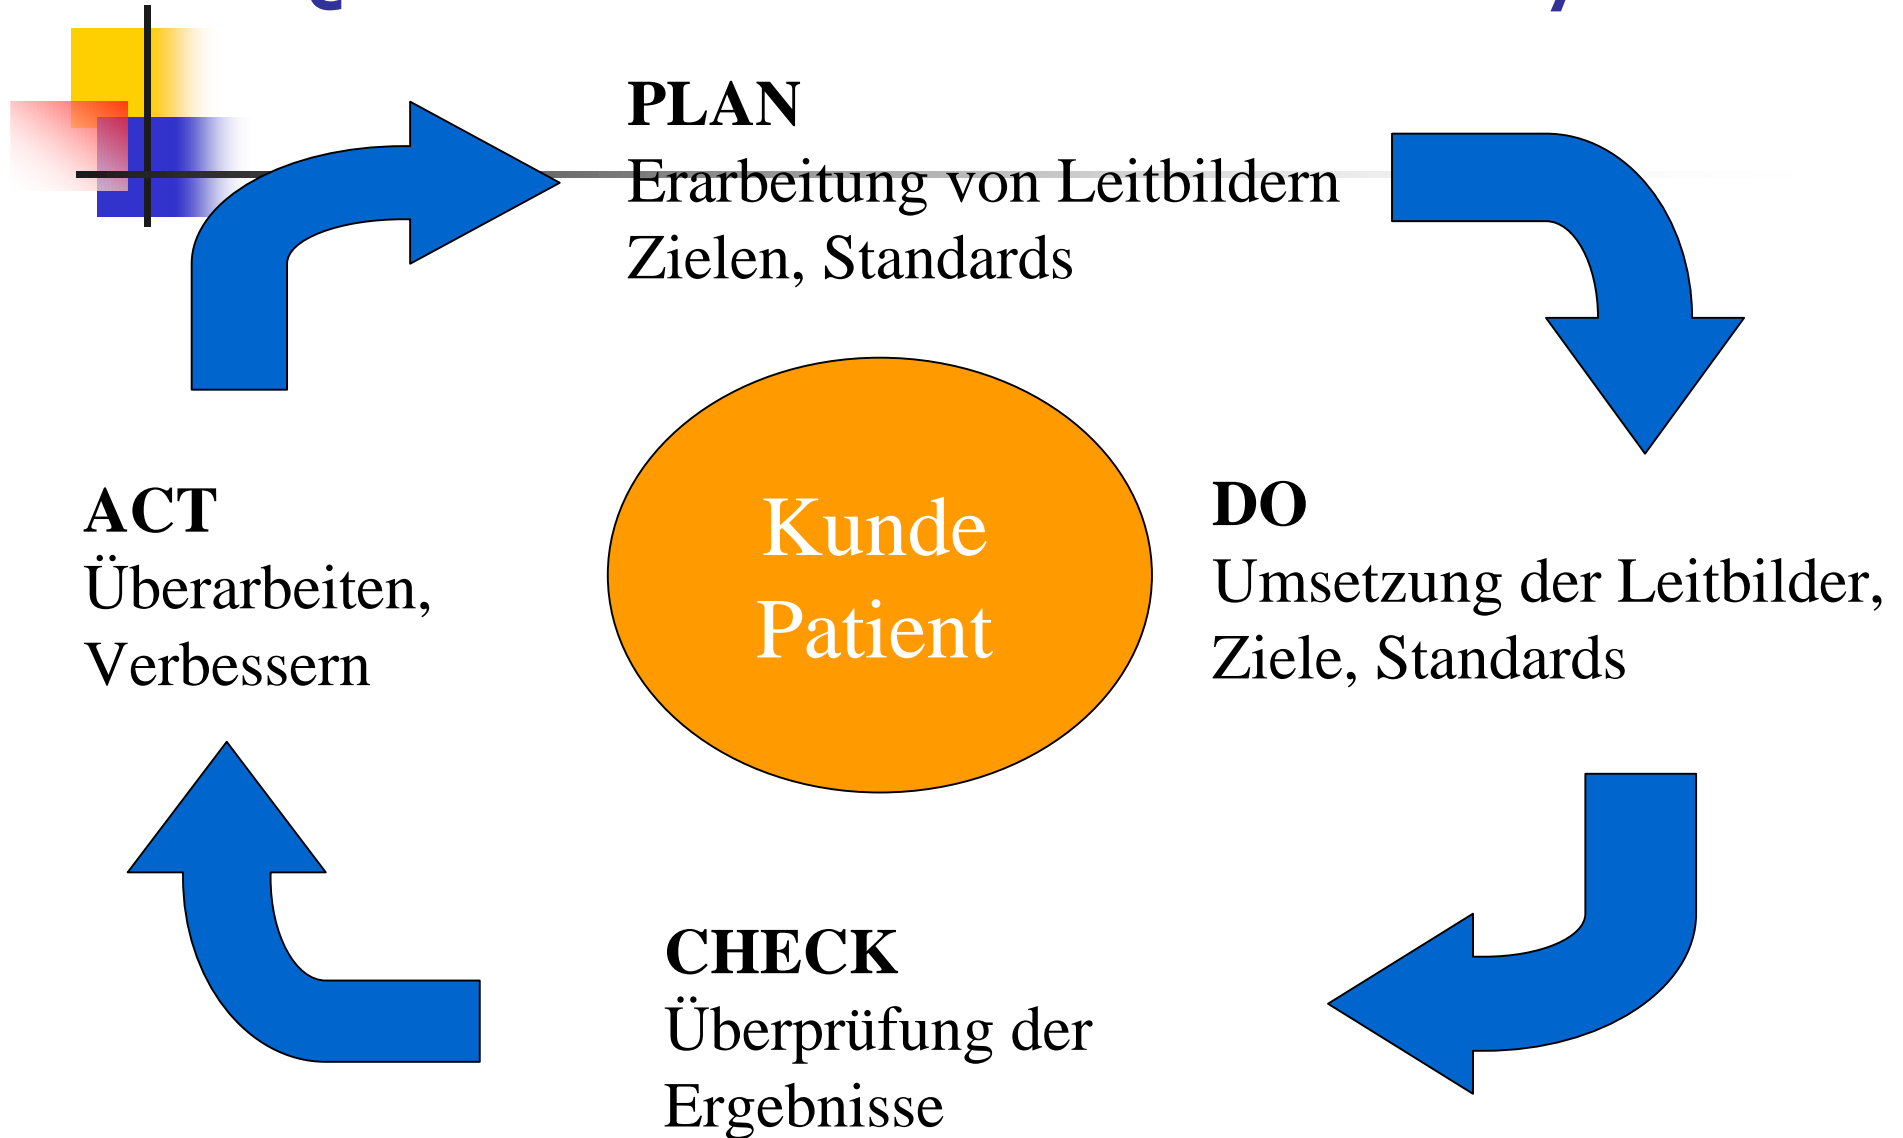 PLAN
Erarbeitung von Leitbildern
Zielen, Standards
DO
Umsetzung der Leitbilder,
Ziele, Standards
Kunde
Patient
CHECK
Überprüfung der
Ergebnisse
ACT
Überarbeiten,
Verbessern